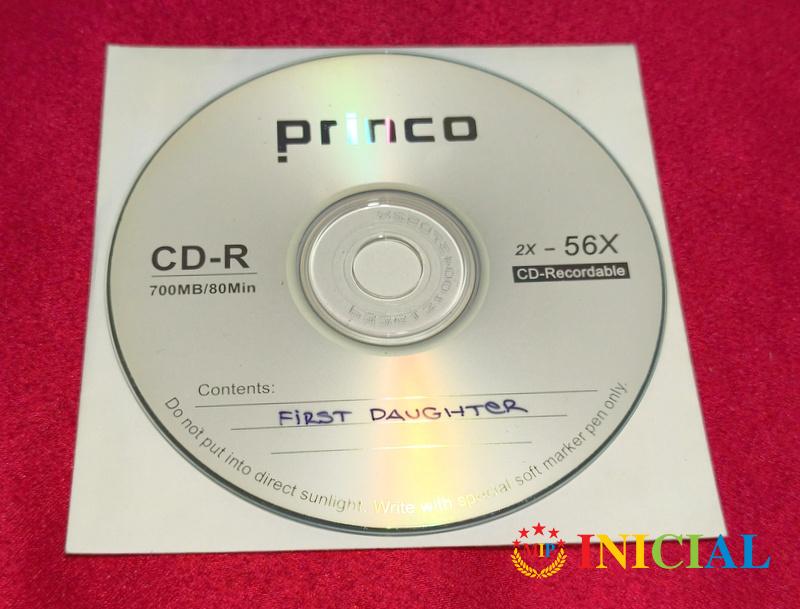 princo
CD-R
700MB/80Min
2X - 56X
CD-Recordable
Contents:
FiRST DAUGHTER
Do not put into direct sunlight. Write with special soft marker pen only.
VIP INICIAL